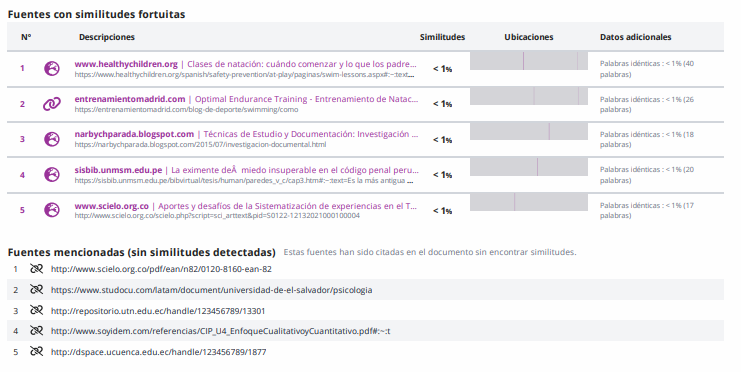 Fuentes con similitudes fortuitas
N° Descripciones Similitudes Ubicaciones Datos adicionales
1 www.healthychildren.org | Clases de natación: cuándo comenzar y lo que los padre... < 1% Palabras idénticas : < 1% (40
https://www.healthychildren.org/spanish/safety-prevention/at-play/paginas/swim-lessons.aspx#:~:text... palabras)
2 entrenamientomadrid.com | Optimal Endurance Training - Entrenamiento de Natac... < 1% Palabras idénticas : < 1% (26
https://entrenamientomadrid.com/blog-de-deporte/swimming/como palabras)
3 narbychparada.blogspot.com | Técnicas de Estudio y Documentación: Investigación ... < 1% Palabras idénticas : < 1% (18
https://narbychparada.blogspot.com/2015/07/investigacion-documental.html palabras)
4 sisbib.unmsm.edu.pe | La eximente deÂ miedo insuperable en el código penal peru... < 1% Palabras idénticas : < 1% (20
https://sisbib.unmsm.edu.pe/bibvirtual/tesis/human/paredes_v_c/cap3.htm#:~:text=Es la más antigua ... palabras)
5 www.scielo.org.co | Aportes y desafíos de la Sistematización de experiencias en el T... < 1% Palabras idénticas : < 1% (17
http://www.scielo.org.co/scielo.php?script=sci_arttext&pid=S0122-12132021000100004 palabras)
Fuentes mencionadas (sin similitudes detectadas) Estas fuentes han sido citadas en el documento sin encontrar similitudes.
1 http://www.scielo.org.co/pdf/ean/n82/0120-8160-ean-82
2 https://www.studocu.com/latam/document/universidad-de-el-salvador/psicologia
3 http://repositorio.utn.edu.ec/handle/123456789/13301
4 http://www.soyidem.com/referencias/CIP_U4_EnfoqueCualitativoyCuantitativo.pdf#:~:t
5 http://dspace.ucuenca.edu.ec/handle/123456789/1877